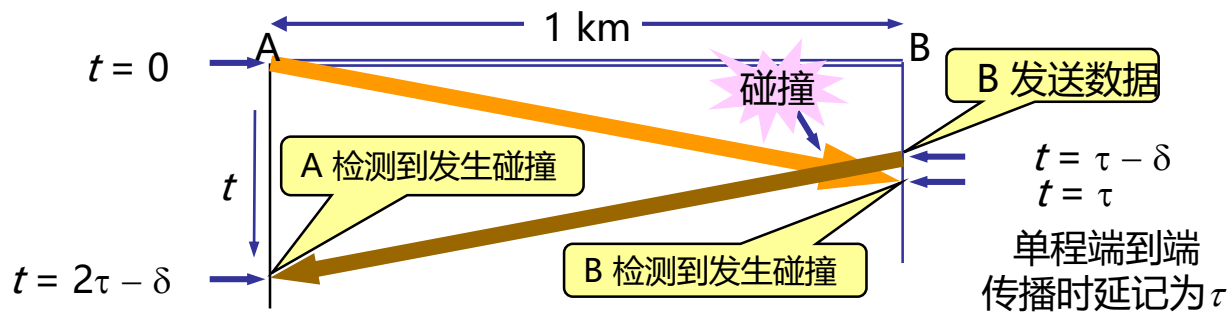 1 km
A
B
t = 0
碰撞
B 发送数据
A 检测到发生碰撞
t = τ − δ
t
t = τ
B 检测到发生碰撞
单程端到端
t = 2τ − δ
传播时延记为 τ